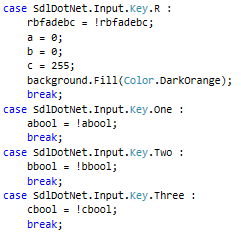 case SdlDotNet.Input.Key.R :
rbfadebc = !rbfadebc;
a = 0;
b = 0;
c = 255;
background.Fill(Color.DarkOrange);
break;
case SdlDotNet.Input.Key.One :
abool = !abool;
break;
case SdlDotNet.Input.Key.Two :
bbool = !bbool;
break;
case SdlDotNet.Input.Key.Three :
cbool = !cbool;
break;